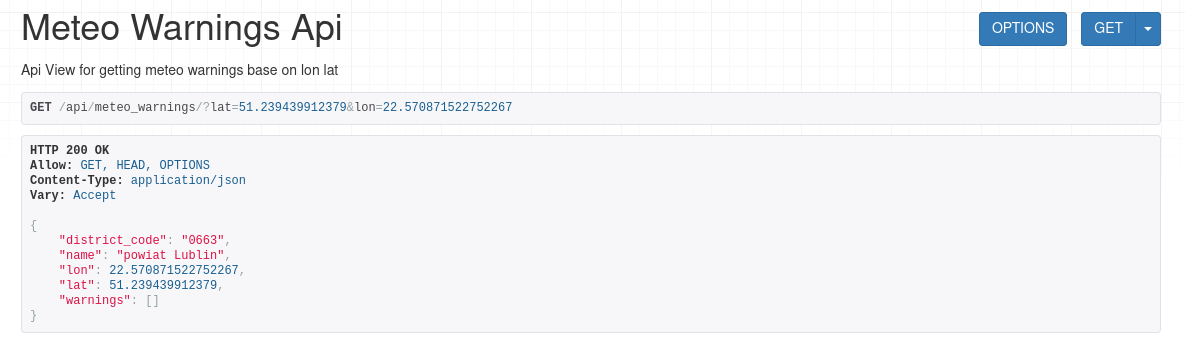 Meteo Warnings Api
OPTIONS
GET
Api View for getting meteo warnings base on lon lat
GET /api/meteo_warnings/?lat=51.239439912379&lon=22.570871522752267
HTTP 200 OK
Allow: GET, HEAD, OPTIONS
Content-Type: application/json
Vary: Accept
{
    "district_code": "0663",
    "name": "powiat Lublin",
    "lon": 22.570871522752267,
    "lat": 51.239439912379,
    "warnings": []
}